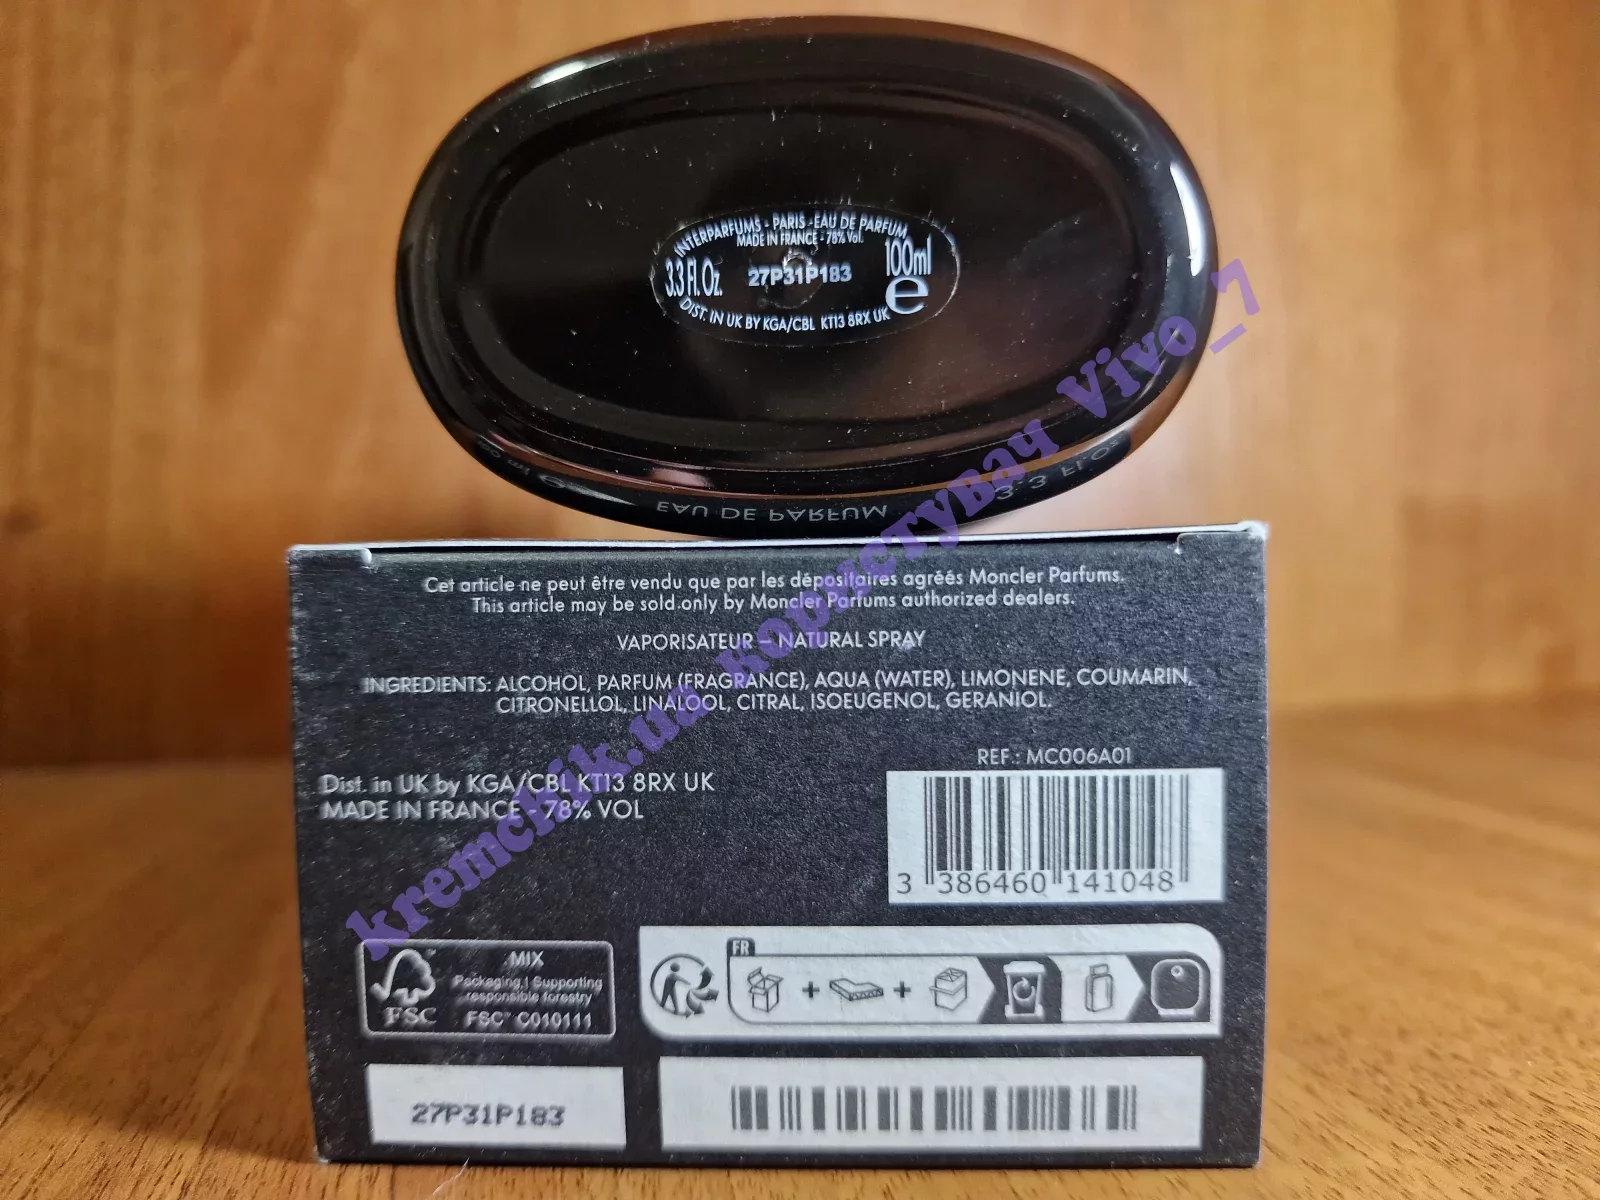 INTERPARFUMS - PARIS - EAU DE PARFUM
MADE IN FRANCE - 78% Vol.
3.3 Fl. Oz. 27P31P183 100ml
e
DIST. IN UK BY KGA/CBL KT13 8RX UK
EAU DE PARFUM 3.3 FL.Oz
Cet article ne peut être vendu que par les dépositaires agréés Moncler Parfums.
This article may be sold only by Moncler Parfums authorized dealers.
VAPORISATEUR – NATURAL SPRAY
INGREDIENTS: ALCOHOL, PARFUM (FRAGRANCE), AQUA (WATER), LIMONENE, COUMARIN,
CITRONELLOL, LINALOOL, CITRAL, ISOEUGENOL, GERANIOL.
REF.: MC006A01
Dist. in UK by KGA/CBL KT13 8RX UK
MADE IN FRANCE - 78% VOL
3 386460 141048
FSC
MIX
Packaging | Supporting
responsible forestry
FSC™ C010111
FR
27P31P183
kremchik.ua користувач Vivo_7